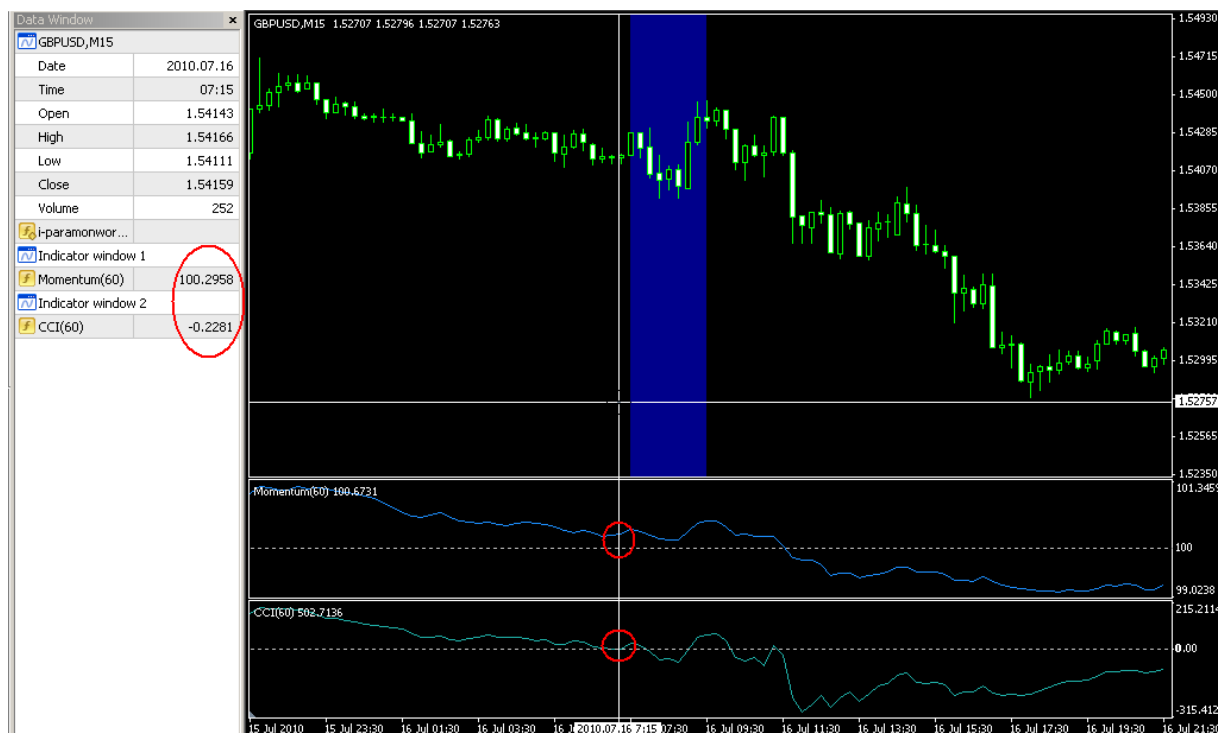 Data Window
GBPUSD,M15
Date 2010.07.16
Time 07:15
Open 1.54143
High 1.54166
Low 1.54111
Close 1.54159
Volume 252
i-paramonwor...
Indicator window 1
Momentum(60) 100.2958
Indicator window 2
CCI(60) -0.2281
GBPUSD,M15 1.52707 1.52796 1.52707 1.52763
1.54930
1.54715
1.54500
1.54285
1.54070
1.53855
1.53640
1.53425
1.53210
1.52995
1.52757
1.52565
1.52350
Momentum(60) 100.6731
101.3459
100
99.0238
CCI(60) 502.7136
215.2114
0.00
-315.412
15 Jul 2010 15 Jul 23:30 16 Jul 01:30 16 Jul 03:30 16 J 2010.07.16 7:15 07:30 16 Jul 09:30 16 Jul 11:30 16 Jul 13:30 16 Jul 15:30 16 Jul 17:30 16 Jul 19:30 16 Jul 21:30